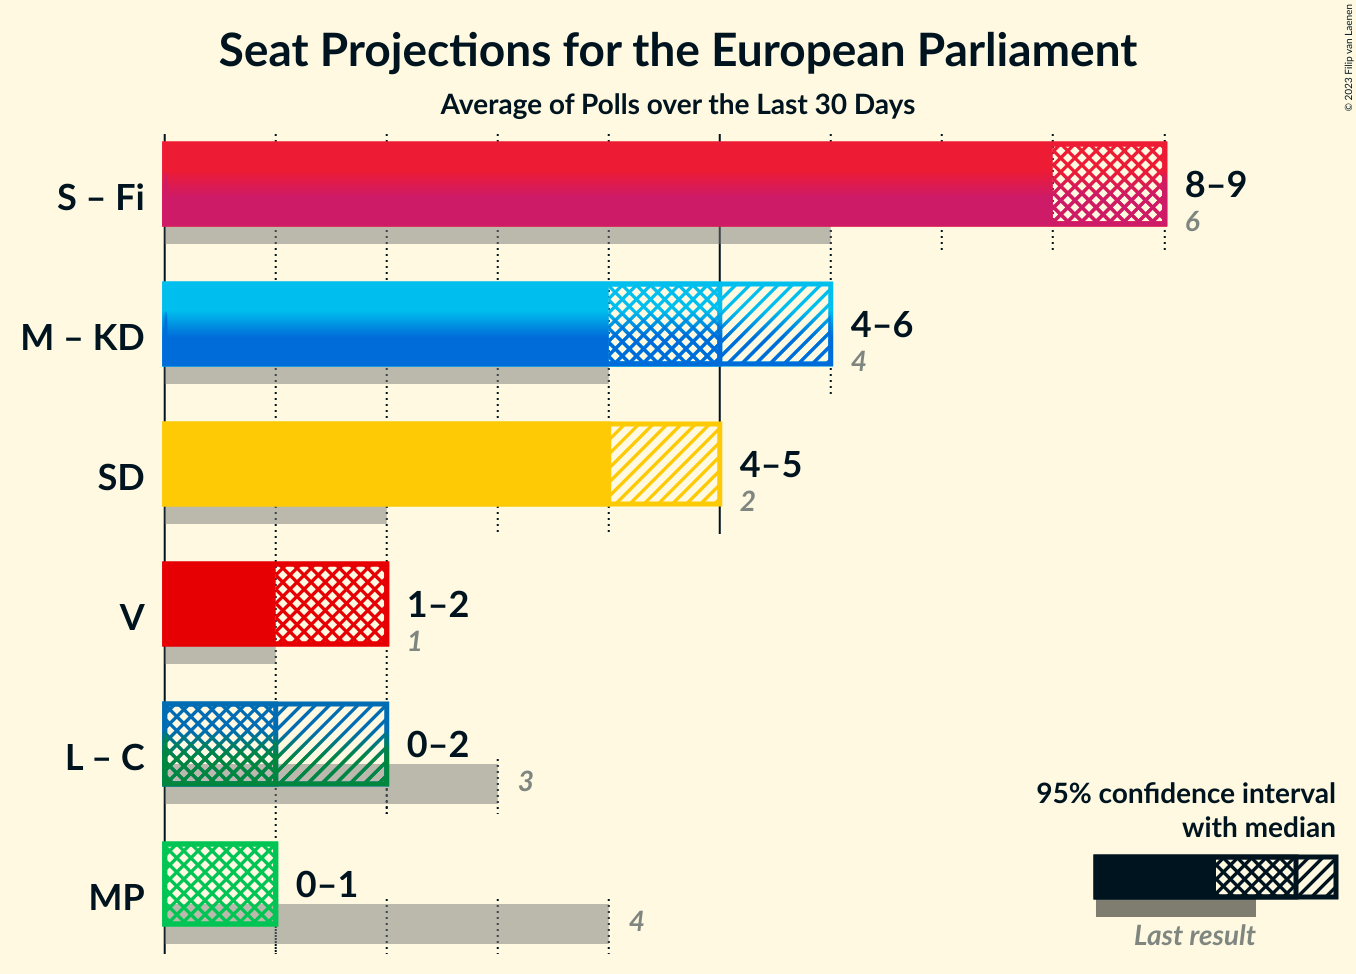 Seat Projections for the European Parliament
Average of Polls over the Last 30 Days
© 2023 Filip van Laenen
S – Fi
8–9
6
M – KD
4–6
4
SD
4–5
2
V
1–2
1
L – C
0–2
3
MP
0–1
4
95% confidence interval
with median
Last result